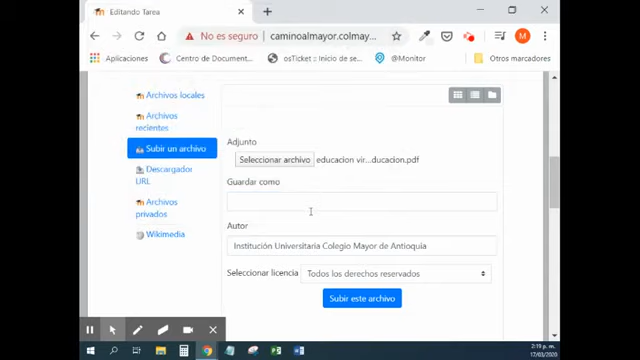 Editando Tarea
No es seguro
caminoalmayor.colmay...
M
Aplicaciones
Centro de Document...
osTicket :: Inicio de se...
@Monitor
Otros marcadores
Archivos locales
Archivos
recientes
Subir un archivo
Descargador
URL
Archivos
privados
Wikimedia
Adjunto
Seleccionar archivo educacion vir...ducacion.pdf
Guardar como
Autor
Institución Universitaria Colegio Mayor de Antioquia
Seleccionar licencia Todos los derechos reservados
Subir este archivo
2:19 p. m.
17/03/2020